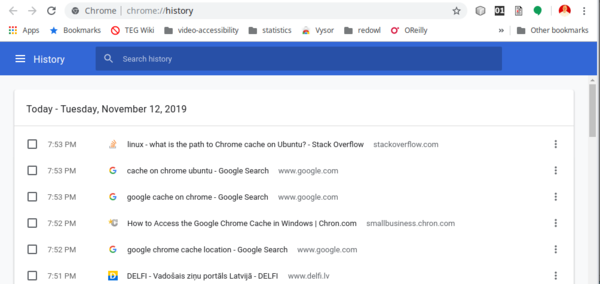 Chrome | chrome://history
01
Apps Bookmarks TEG Wiki video-accessibility statistics Vysor redowl OReilly » Other bookmarks
History Search history
Today - Tuesday, November 12, 2019
7:53 PM linux - what is the path to Chrome cache on Ubuntu? - Stack Overflow stackoverflow.com
7:53 PM cache on chrome ubuntu - Google Search www.google.com
7:53 PM google cache on chrome - Google Search www.google.com
7:52 PM How to Access the Google Chrome Cache in Windows | Chron.com smallbusiness.chron.com
7:52 PM google chrome cache location - Google Search www.google.com
7:51 PM DELFI - Vadošais ziņu portāls Latvijā - DELFI www.delfi.lv